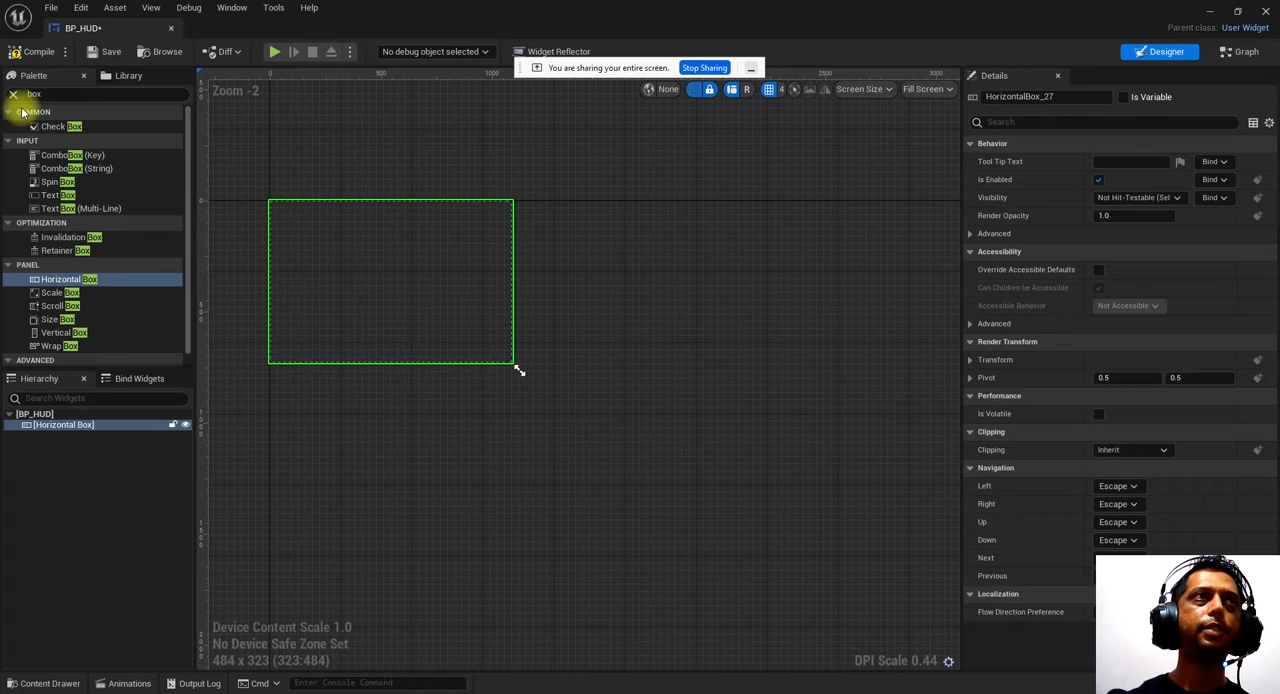 File Edit Asset View Debug Window Tools Help
BP_HUD*
Parent class: User Widget
Compile Save Browse Diff No debug object selected Widget Reflector Designer Graph
You are sharing your entire screen. Stop Sharing
Palette Library
box
COMMON
Check Box
INPUT
ComboBox (Key)
ComboBox (String)
Spin Box
Text Box
Text Box (Multi-Line)
OPTIMIZATION
Invalidation Box
Retainer Box
PANEL
Horizontal Box
Scale Box
Scroll Box
Size Box
Vertical Box
Wrap Box
ADVANCED
Hierarchy Bind Widgets
Search Widgets
[BP_HUD]
[Horizontal Box]
Zoom -2
0 500 1000 2500 3000
None R 4 Screen Size Fill Screen
Device Content Scale 1.0
No Device Safe Zone Set
484 x 323 (323:484)
DPI Scale 0.44
Details
HorizontalBox_27 Is Variable
Search
Behavior
Tool Tip Text Bind
Is Enabled Bind
Visibility Not Hit-Testable (Sel Bind
Render Opacity 1.0
Advanced
Accessibility
Override Accessible Defaults
Can Children be Accessible
Accessible Behavior Not Accessible
Advanced
Render Transform
Transform
Pivot 0.5 0.5
Performance
Is Volatile
Clipping
Clipping Inherit
Navigation
Left Escape
Right Escape
Up Escape
Down Escape
Next
Previous
Localization
Flow Direction Preference
Content Drawer Animations Output Log Cmd Enter Console Command